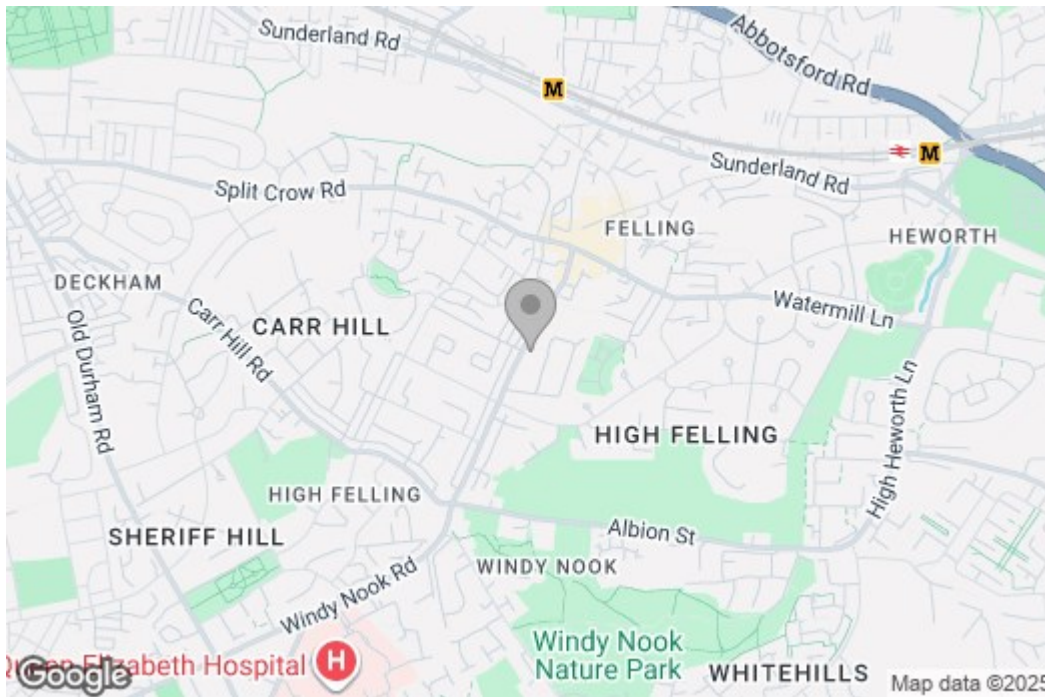 Sunderland Rd
Abbotsford Rd
M
M
Sunderland Rd
Split Crow Rd
FELLING
HEWORTH
DECKHAM
Watermill Ln
CARR HILL
Old Durham Rd
Carr Hill Rd
HIGH FELLING
High Heworth Ln
HIGH FELLING
SHERIFF HILL
Albion St
WINDY NOOK
Windy Nook Rd
Windy Nook
Nature Park
Elizabeth Hospital
H
WHITEHILLS
Google
Map data ©2025